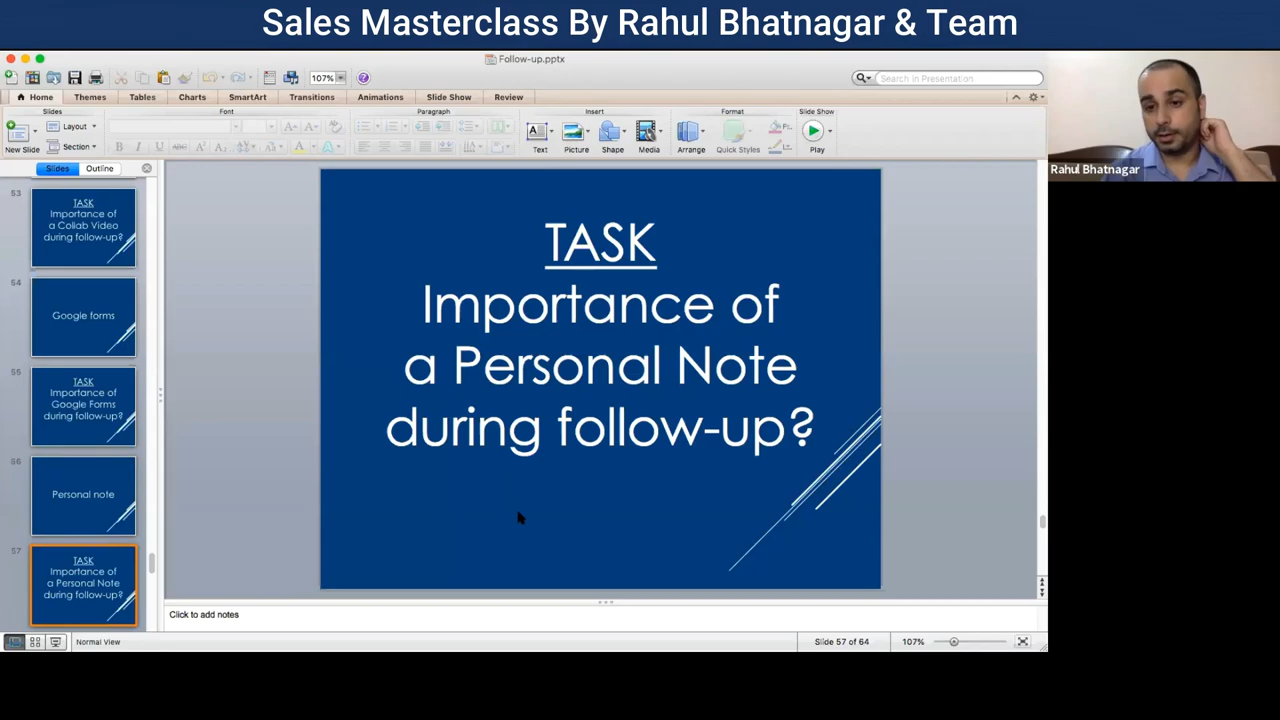 Sales Masterclass By Rahul Bhatnagar & Team
Follow-up.pptx
107%
Search in Presentation
Home Themes Tables Charts SmartArt Transitions Animations Slide Show Review
Slides Font Paragraph Insert Format Slide Show
Layout
Section
New Slide
Text Picture Shape Media Arrange Quick Styles Play
Slides Outline
53
TASK
Importance of
a Collab Video
during follow-up?
54
Google forms
55
TASK
Importance of
Google Forms
during follow-up?
56
Personal note
57
TASK
Importance of
a Personal Note
during follow-up?
TASK
Importance of
a Personal Note
during follow-up?
Click to add notes
Normal View
Slide 57 of 64
107%
Rahul Bhatnagar